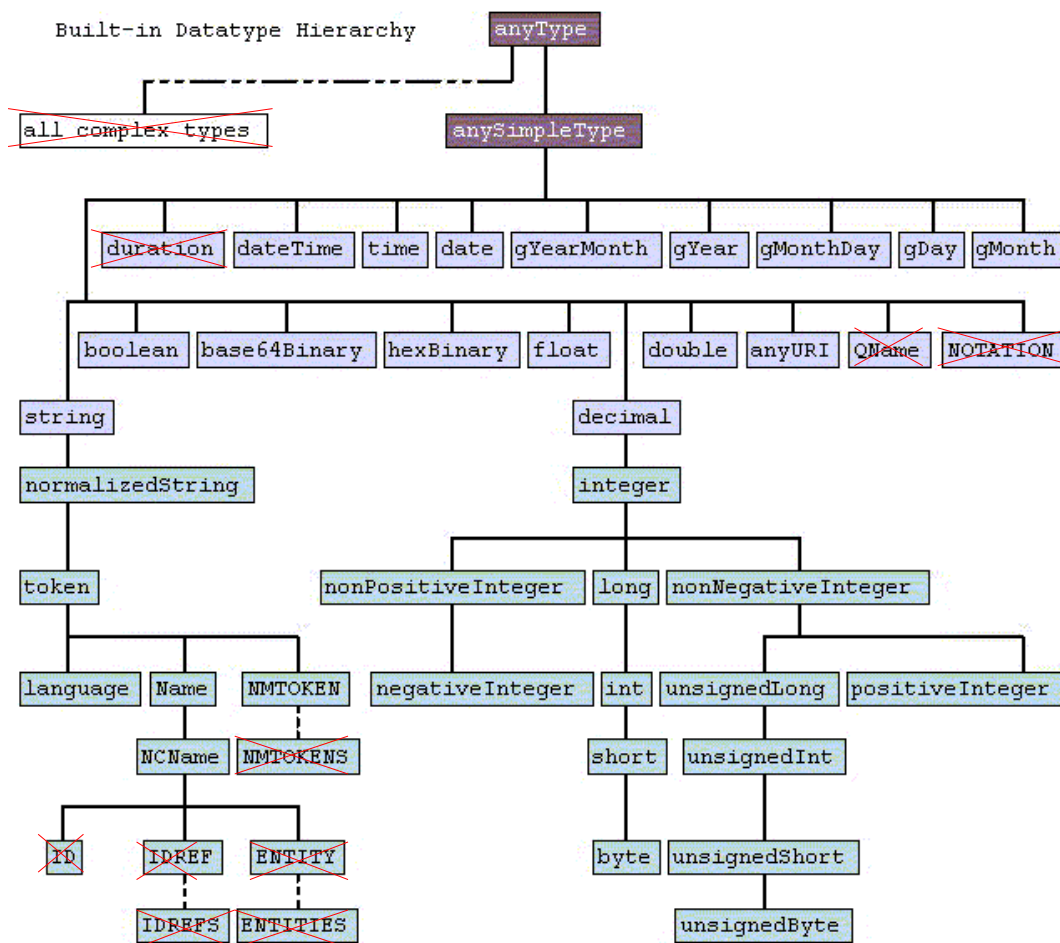 Built-in Datatype Hierarchy anyType
all complex types anySimpleType
duration dateTime time date gYearMonth gYear gMonthDay gDay gMonth
boolean base64Binary hexBinary float double anyURI QName NOTATION
string decimal
normalizedString integer
token nonPositiveInteger long nonNegativeInteger
language Name NMTOKEN negativeInteger int unsignedLong positiveInteger
NCName NMTOKENS short unsignedInt
ID IDREF ENTITY byte unsignedShort
IDREFS ENTITIES unsignedByte